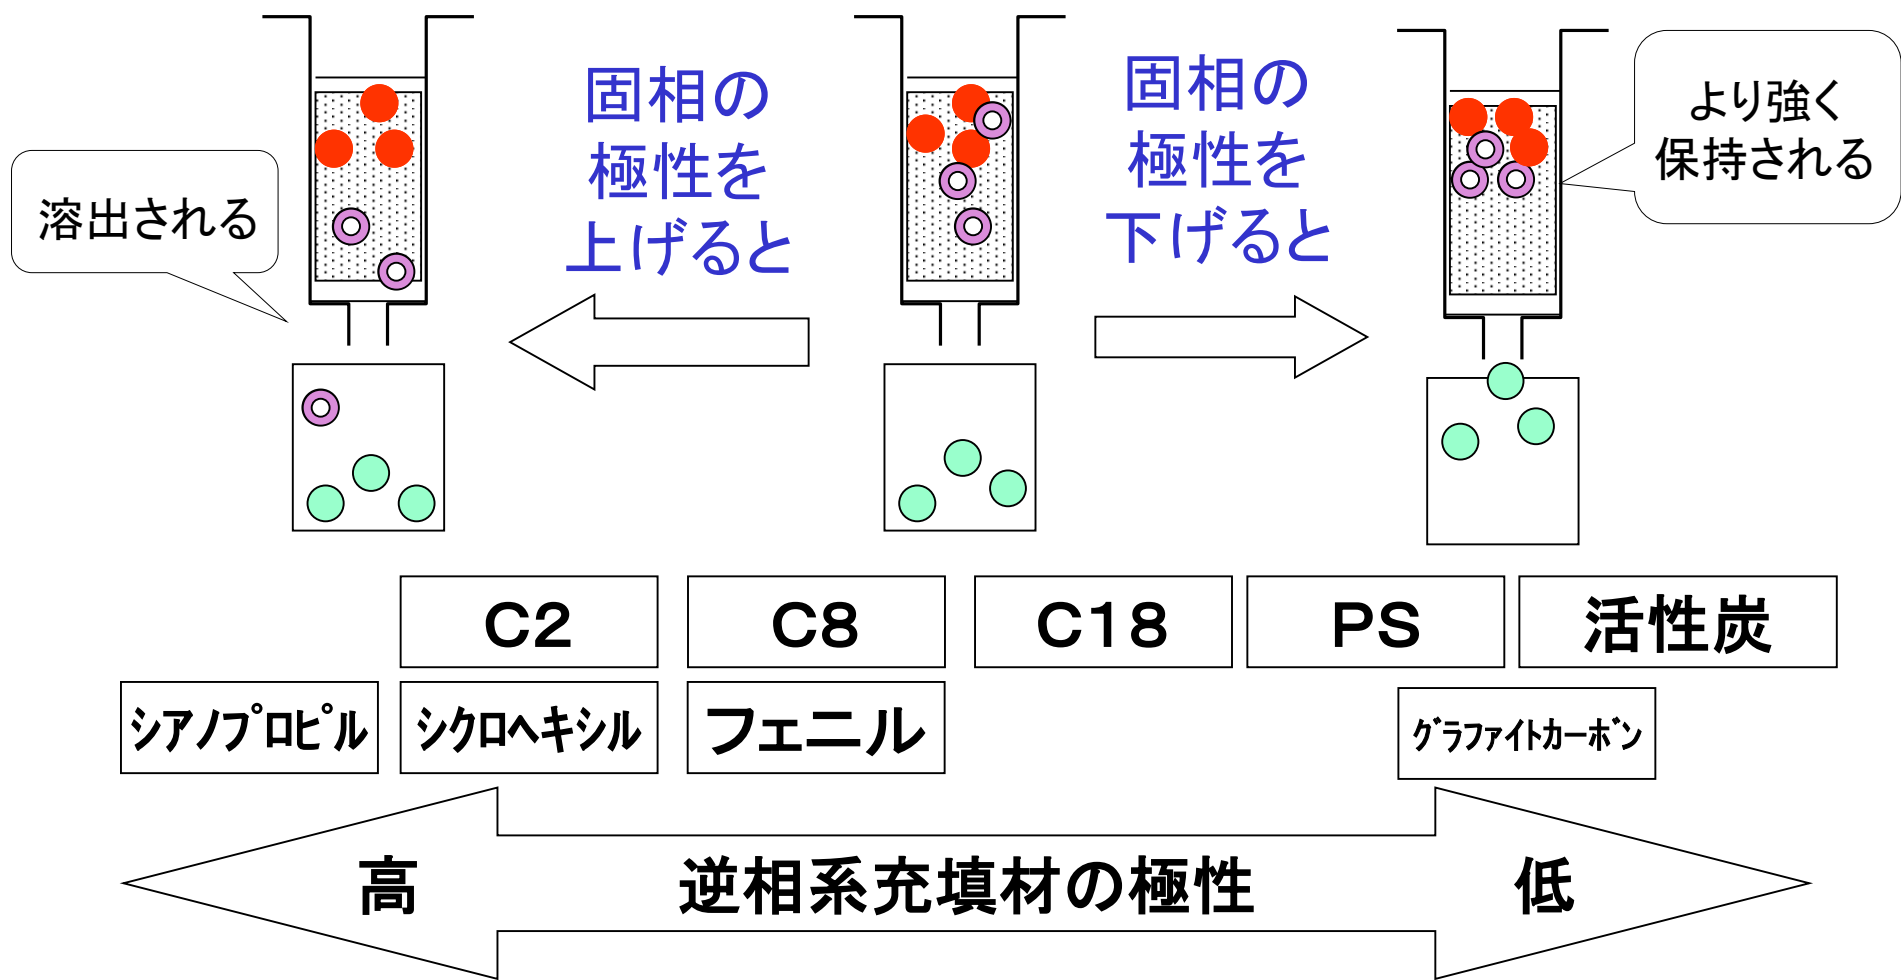 溶出される
固相の
極性を
上げると
固相の
極性を
下げると
より強く
保持される
C2
C8
C18
PS
活性炭
シアノプロピル
シクロヘキシル
フェニル
グラファイトカーボン
高
逆相系充填材の極性
低